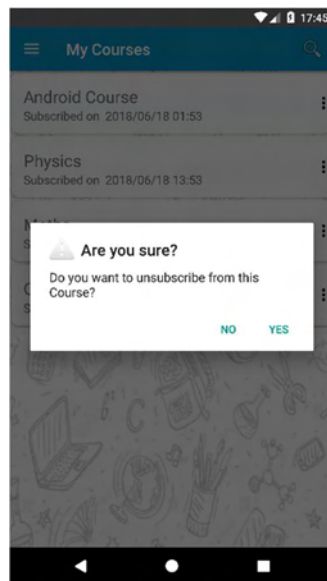 17:45
My Courses
Android Course
Subscribed on 2018/06/18 01:53
Physics
Subscribed on 2018/06/18 13:53
Are you sure?
Do you want to unsubscribe from this
Course?
NO YES